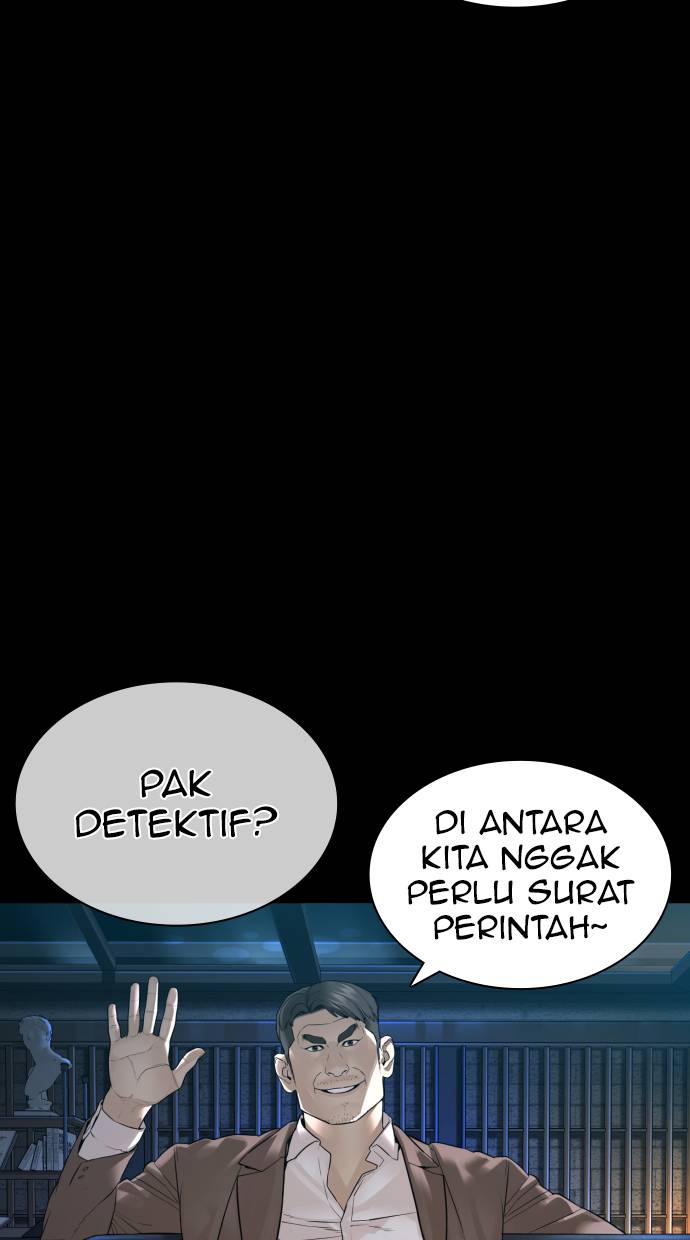 PAK
DETEKTIF?
DI ANTARA
KITA NGGAK
PERLU SURAT
PERINTAH~